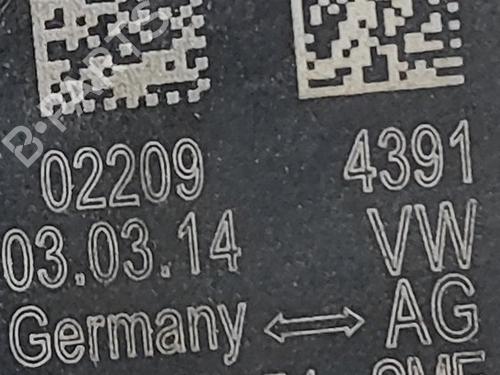 B-PARTS
02209 4391
03.03.14 VW
Germany ⟷ AG